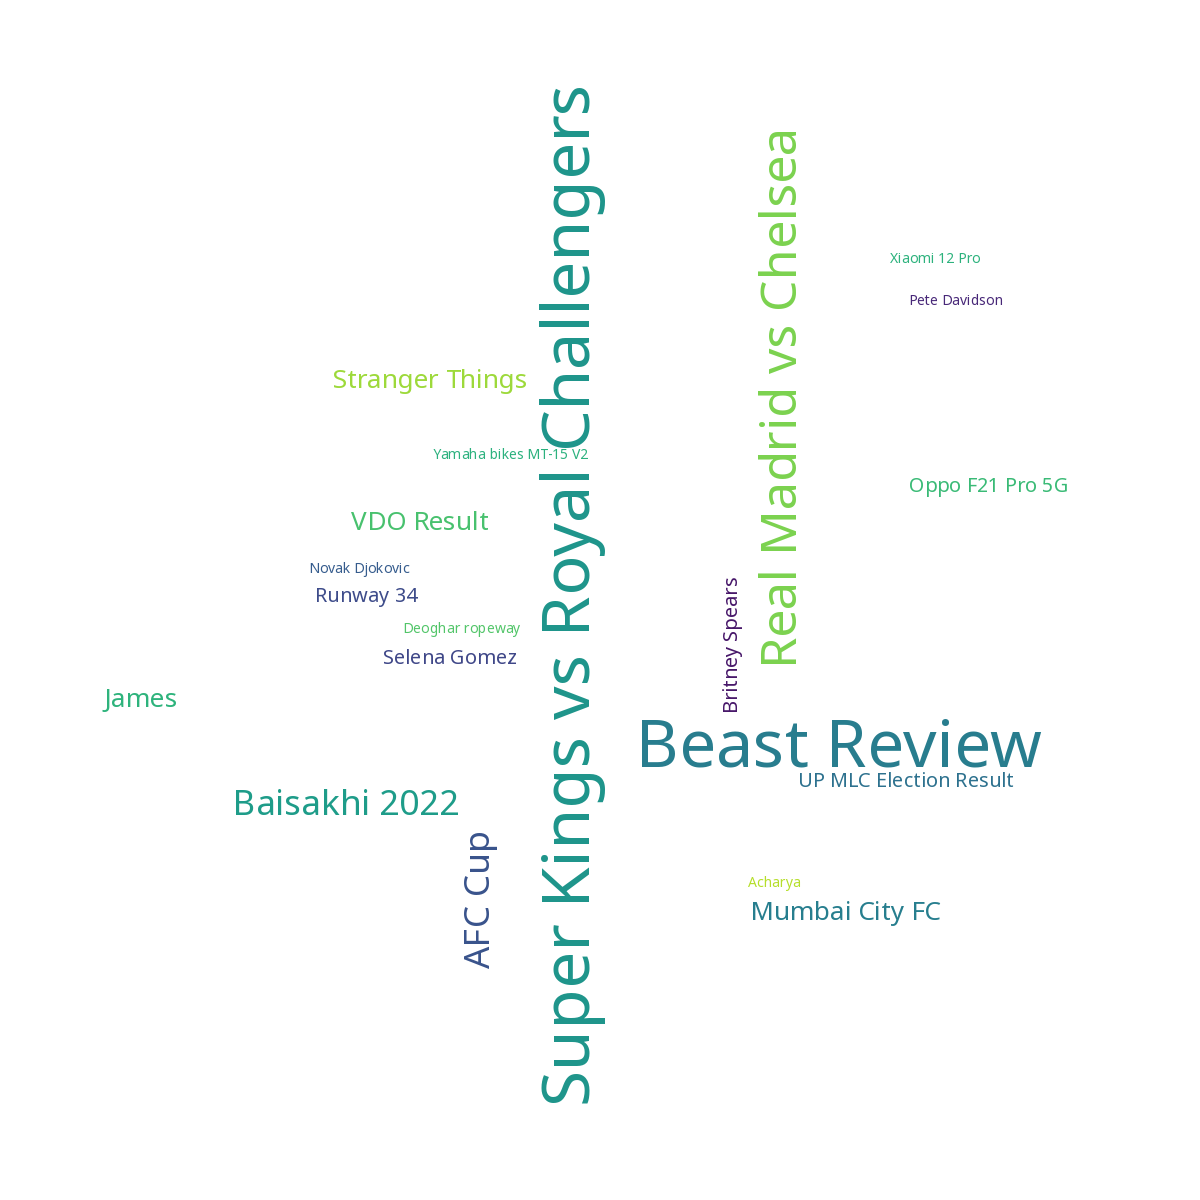 Super Kings vs Royal Challengers
Real Madrid vs Chelsea
Xiaomi 12 Pro
Pete Davidson
Stranger Things
Yamaha bikes MT-15 V2
Oppo F21 Pro 5G
VDO Result
Novak Djokovic
Runway 34
Britney Spears
Deoghar ropeway
Selena Gomez
James
Beast Review
UP MLC Election Result
Baisakhi 2022
AFC Cup
Acharya
Mumbai City FC